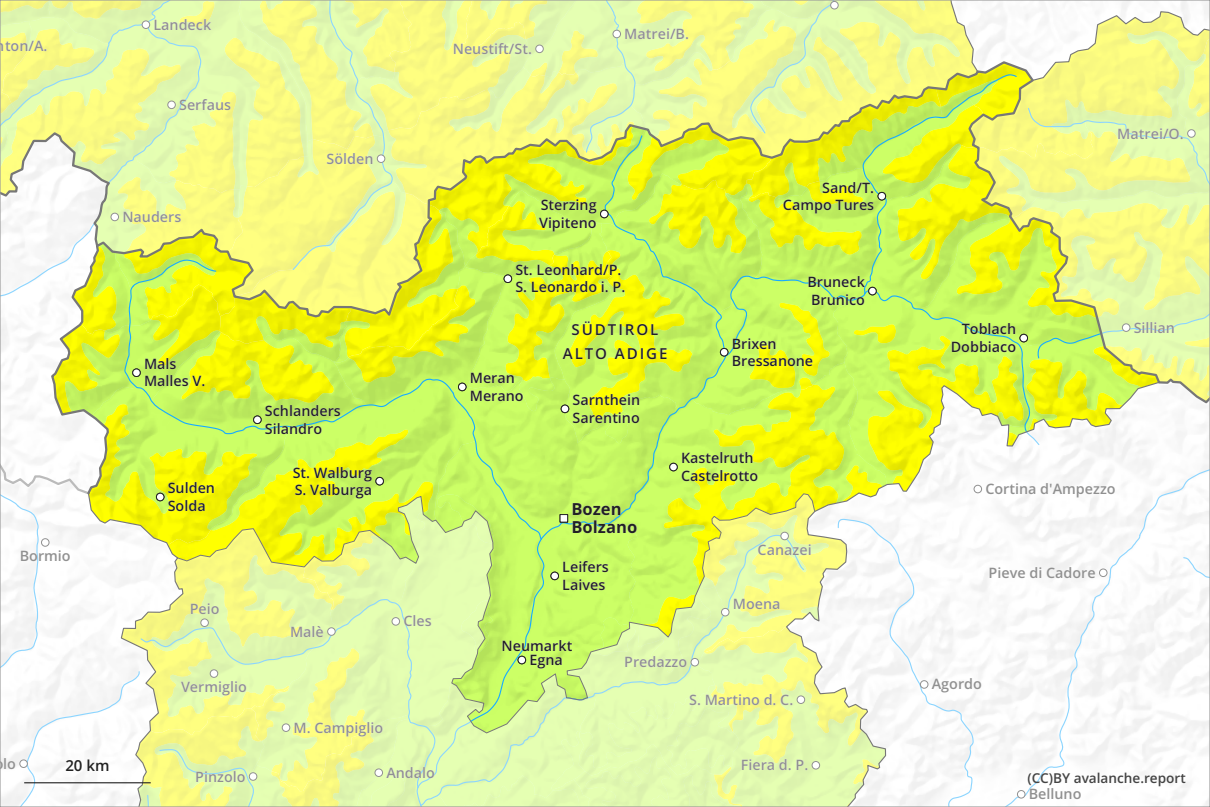 Landeck
Matrei/B.
Neustift/St.
nton/A.
Serfaus
Matrei/O.
Sölden
Sand/T.
Campo Tures
Sterzing
Vipiteno
Nauders
St. Leonhard/P.
S. Leonardo i. P.
Bruneck
Brunico
SÜDTIROL
ALTO ADIGE
Toblach
Dobbiaco
Sillian
Brixen
Bressanone
Mals
Malles V.
Meran
Merano
Sarnthein
Sarentino
Schlanders
Silandro
Kastelruth
Castelrotto
St. Walburg
S. Valburga
Sulden
Solda
Cortina d'Ampezzo
Bozen
Bolzano
Bormio
Canazei
Leifers
Laives
Pieve di Cadore
Peio
Moena
Cles
Malè
Neumarkt
Egna
Predazzo
Vermiglio
Agordo
S. Martino d. C.
M. Campiglio
olo
20 km
Pinzolo
Andalo
Fiera d. P.
(CC)BY avalanche.report
Belluno